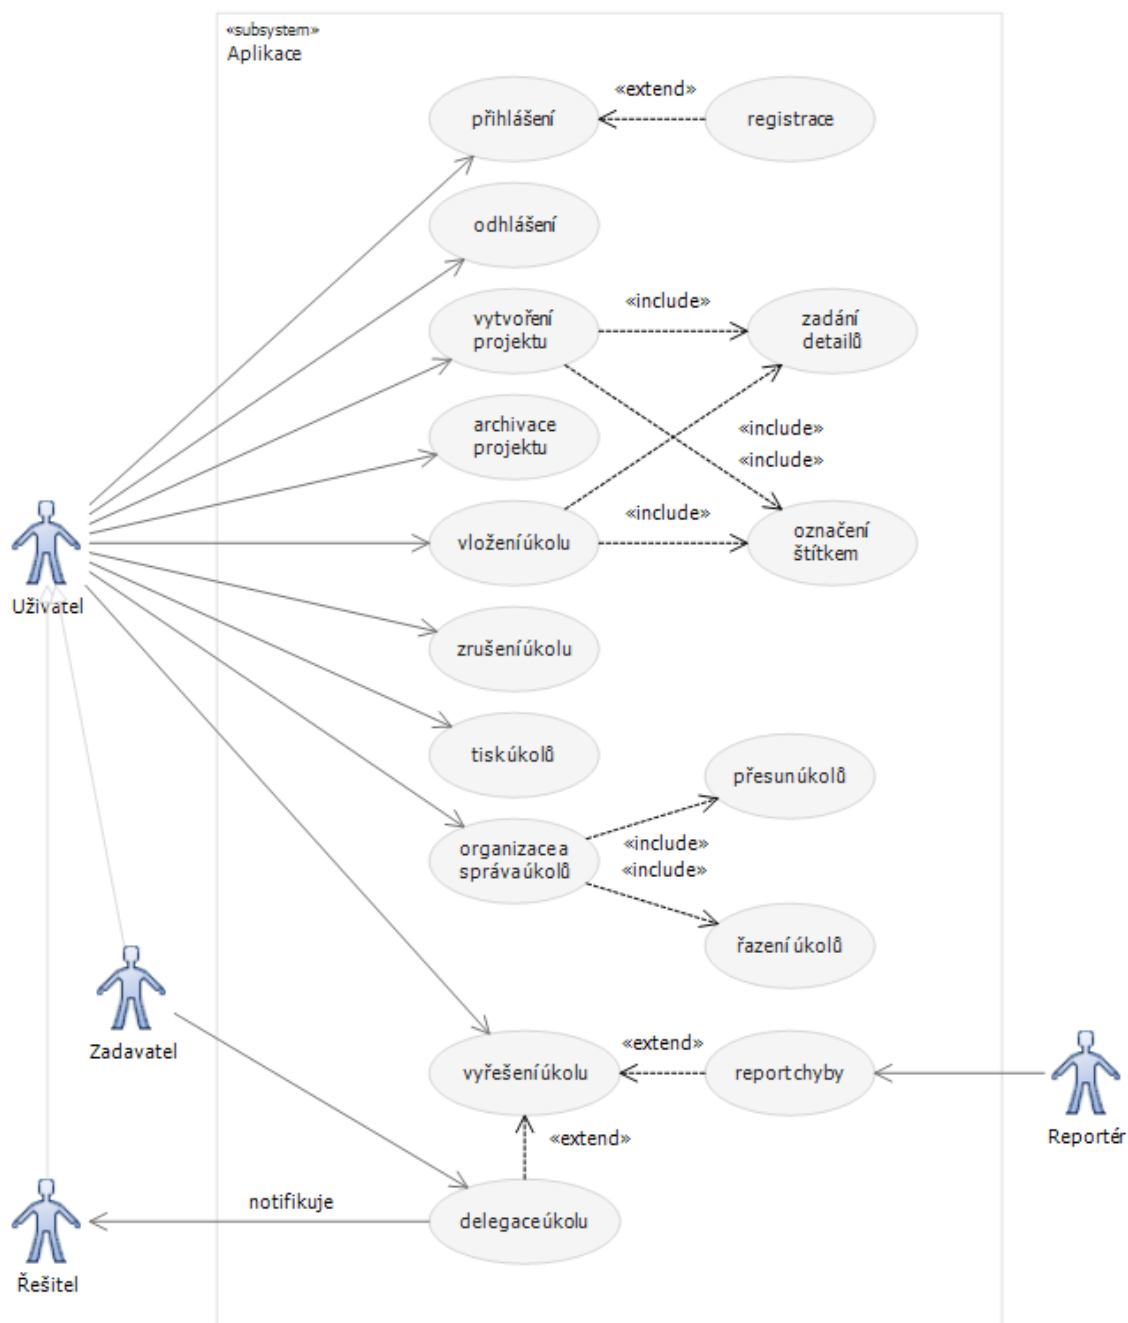 «subsystem»
Aplikace
přihlášení
«extend»
registrace
odhlášení
vytvoření
projektu
«include»
zadání
detailů
archivace
projektu
«include»
«include»
vložení úkolu
«include»
označení
štítkem
Uživatel
zrušení úkolu
tisk úkolů
přesun úkolů
organizace a
správa úkolů
«include»
«include»
řazení úkolů
Zadavatel
vyřešení úkolu
«extend»
report chyby
Reportér
«extend»
notifikuje
delegace úkolu
Řešitel